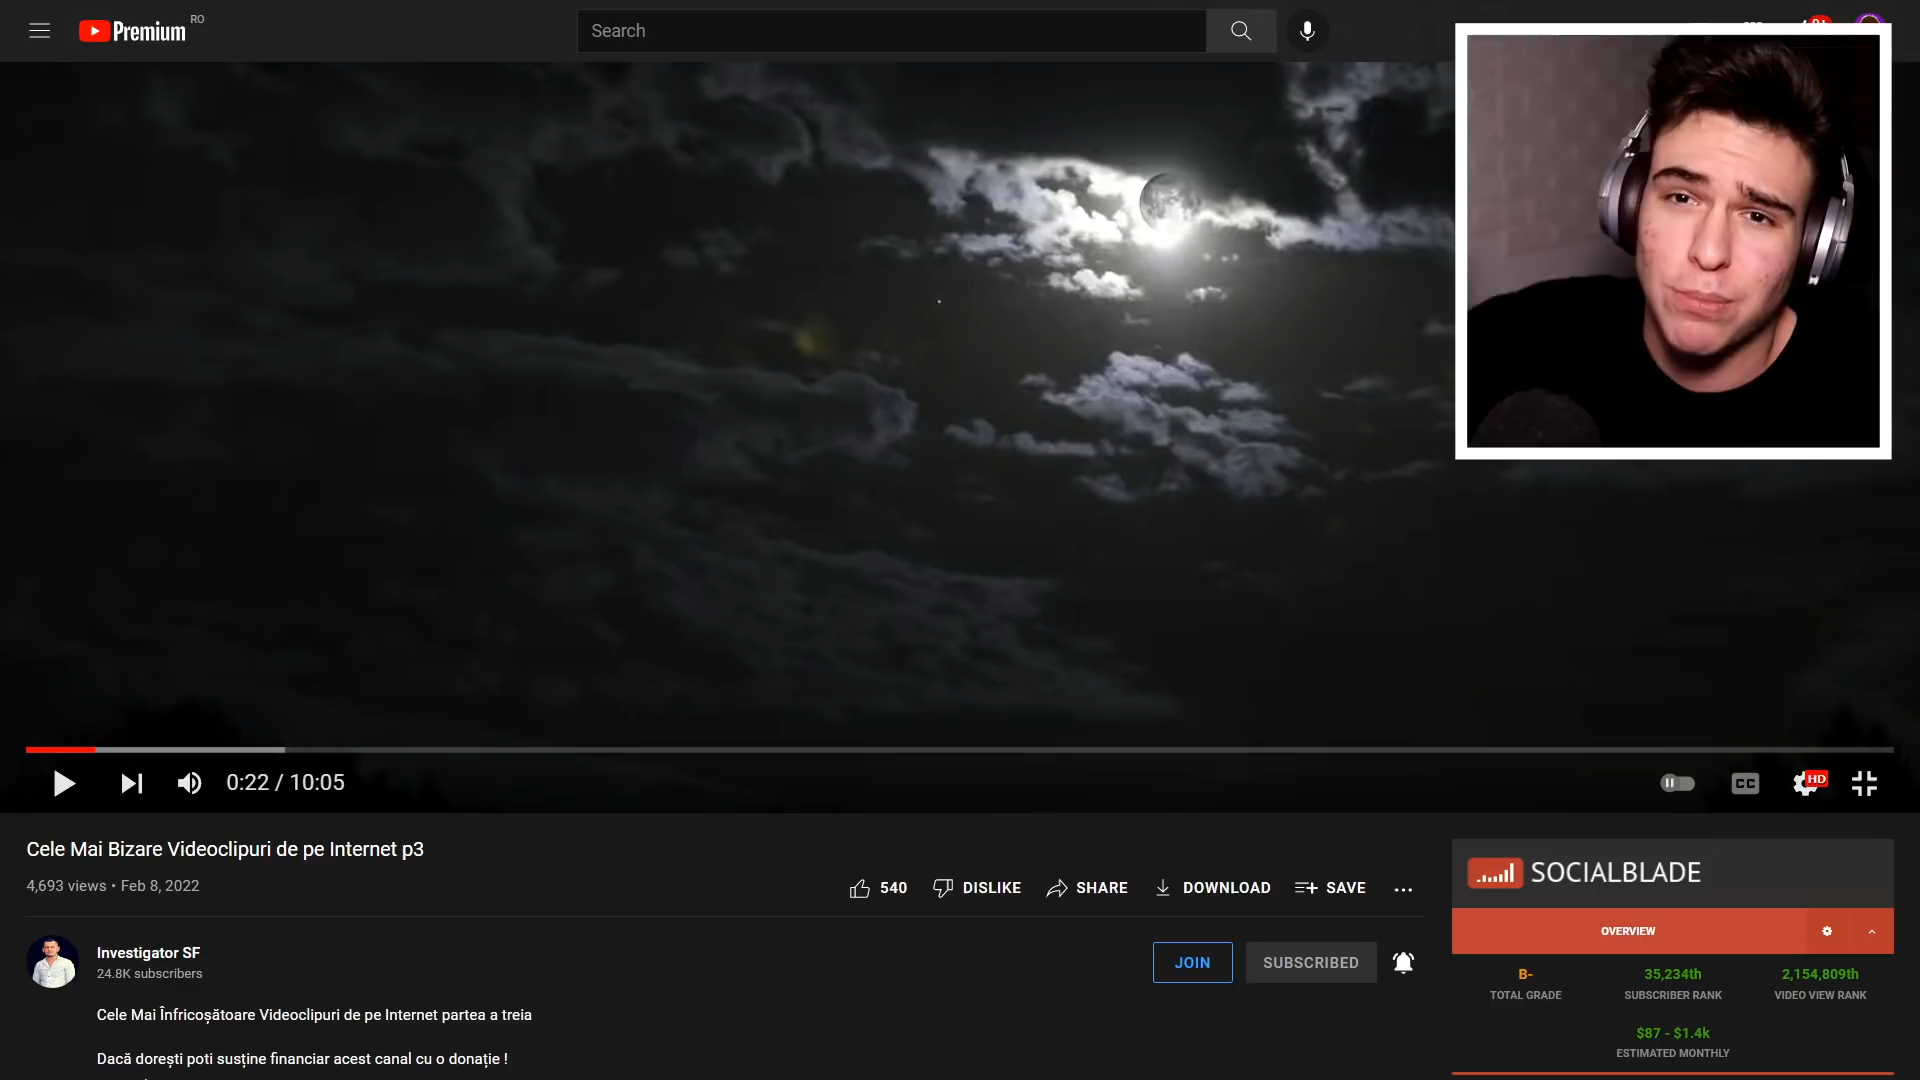 Premium RO
Search
0:22 / 10:05
CC
HD
Cele Mai Bizare Videoclipuri de pe Internet p3
4,693 views • Feb 8, 2022
540 DISLIKE SHARE DOWNLOAD SAVE ...
Investigator SF
24.8K subscribers
JOIN SUBSCRIBED
Cele Mai Înfricoșătoare Videoclipuri de pe Internet partea a treia
Dacă dorești poti susține financiar acest canal cu o donație !
SOCIALBLADE
OVERVIEW
B- 35,234th 2,154,809th
TOTAL GRADE SUBSCRIBER RANK VIDEO VIEW RANK
$87 - $1.4k
ESTIMATED MONTHLY